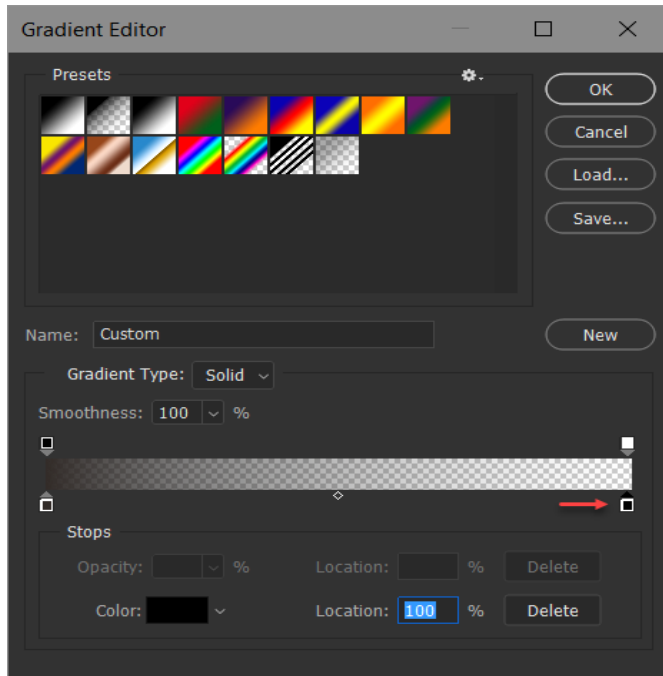 Gradient Editor
Presets
OK
Cancel
Load...
Save...
Name: Custom
New
Gradient Type: Solid
Smoothness: 100 %
Stops
Opacity: % Location: % Delete
Color: Location: 100 % Delete